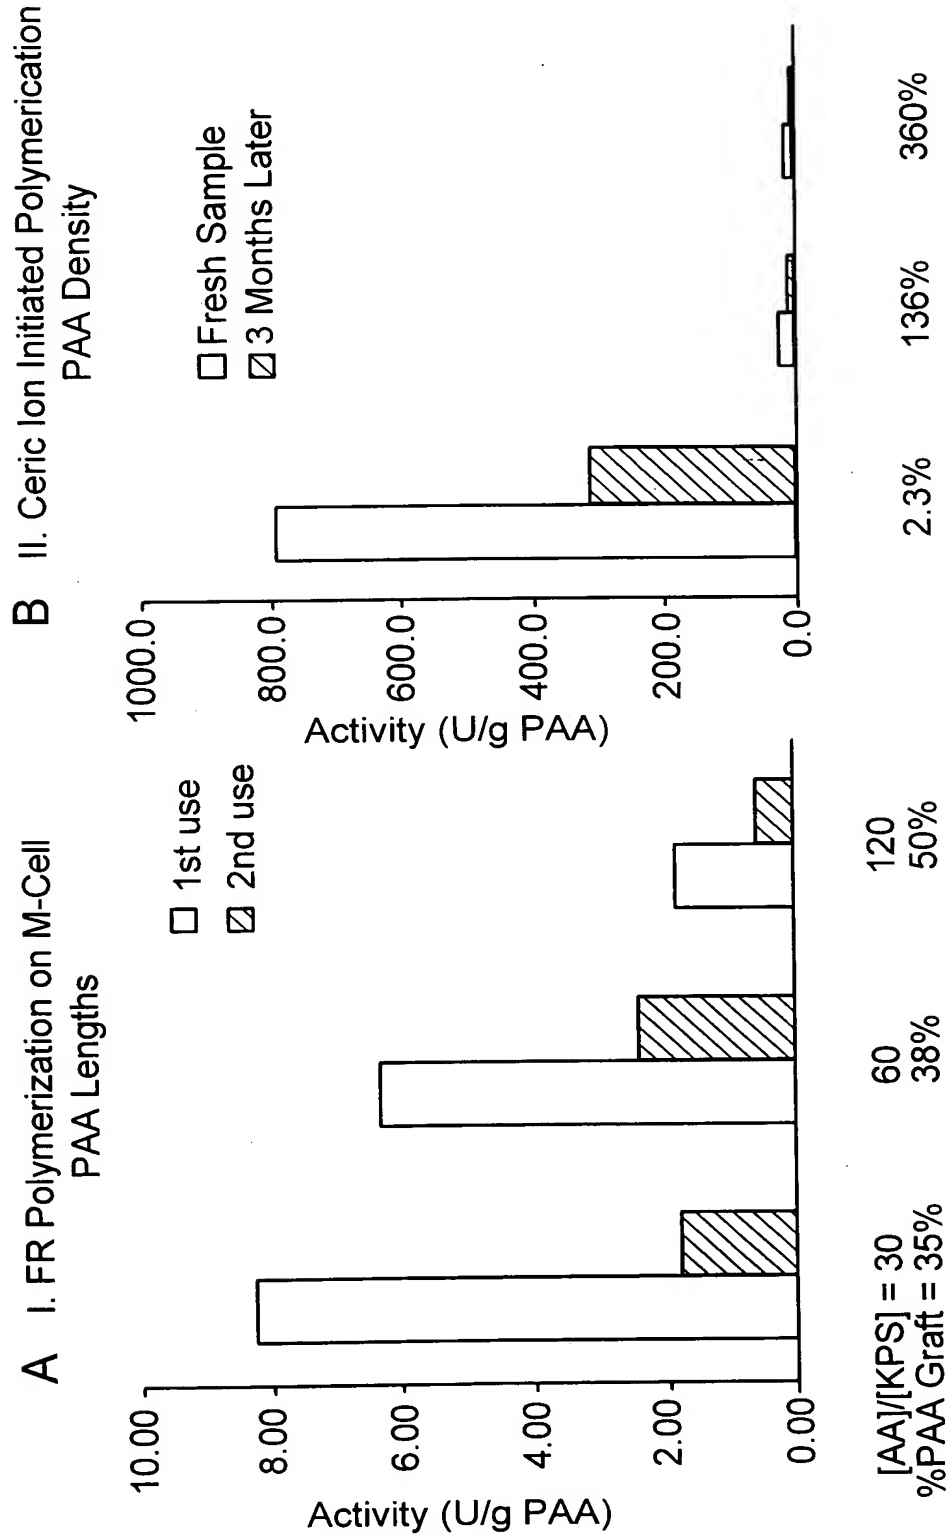 A
I. FR Polymerization on M-Cell
PAA Lengths
1st use
2nd use
Activity (U/g PAA)
10.00
8.00
6.00
4.00
2.00
0.00
[AA]/[KPS] = 30
60
120
%PAA Graft = 35%
38%
50%
B
II. Ceric Ion Initiated Polymerication
PAA Density
Fresh Sample
3 Months Later
Activity (U/g PAA)
1000.0
800.0
600.0
400.0
200.0
0.0
2.3%
136%
360%